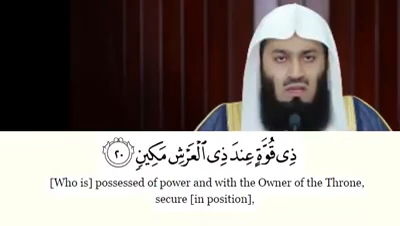 ذِى قُوَّةٍ عِندَ ذِى ٱلْعَرْشِ مَكِينٍ ٢٠
[Who is] possessed of power and with the Owner of the Throne,
secure [in position],